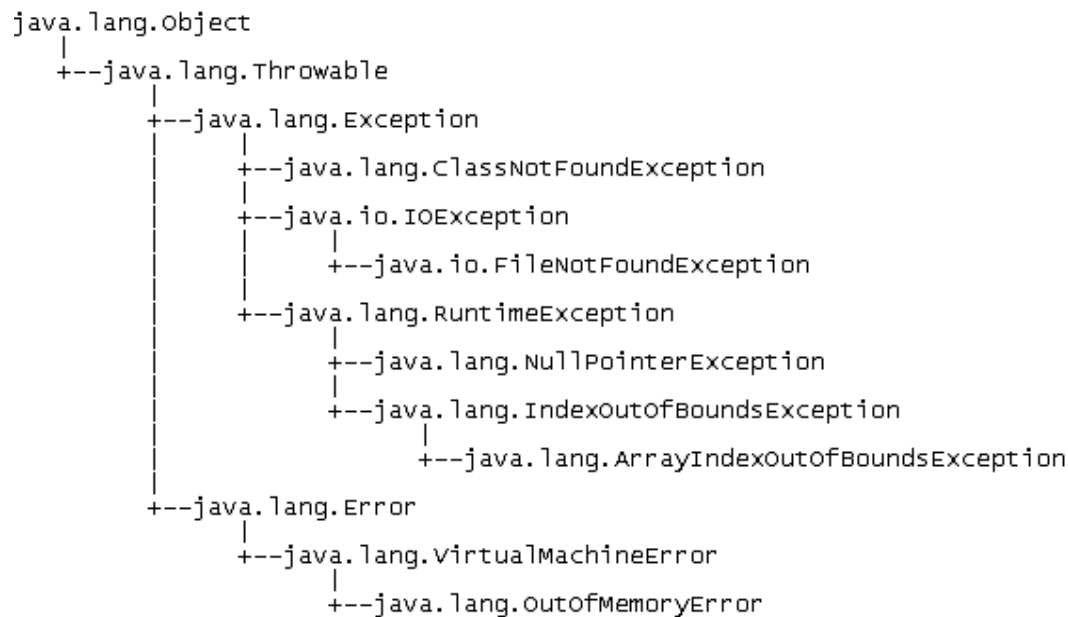 java.lang.Object
|
+--java.lang.Throwable
|
+--java.lang.Exception
|
+--java.lang.ClassNotFoundException
|
+--java.io.IOException
|
+--java.io.FileNotFoundException
|
+--java.lang.RuntimeException
|
+--java.lang.NullPointerException
|
+--java.lang.IndexOutOfBoundsException
|
+--java.lang.ArrayIndexOutOfBoundsException
|
+--java.lang.Error
|
+--java.lang.VirtualMachineError
|
+--java.lang.OutOfMemoryError